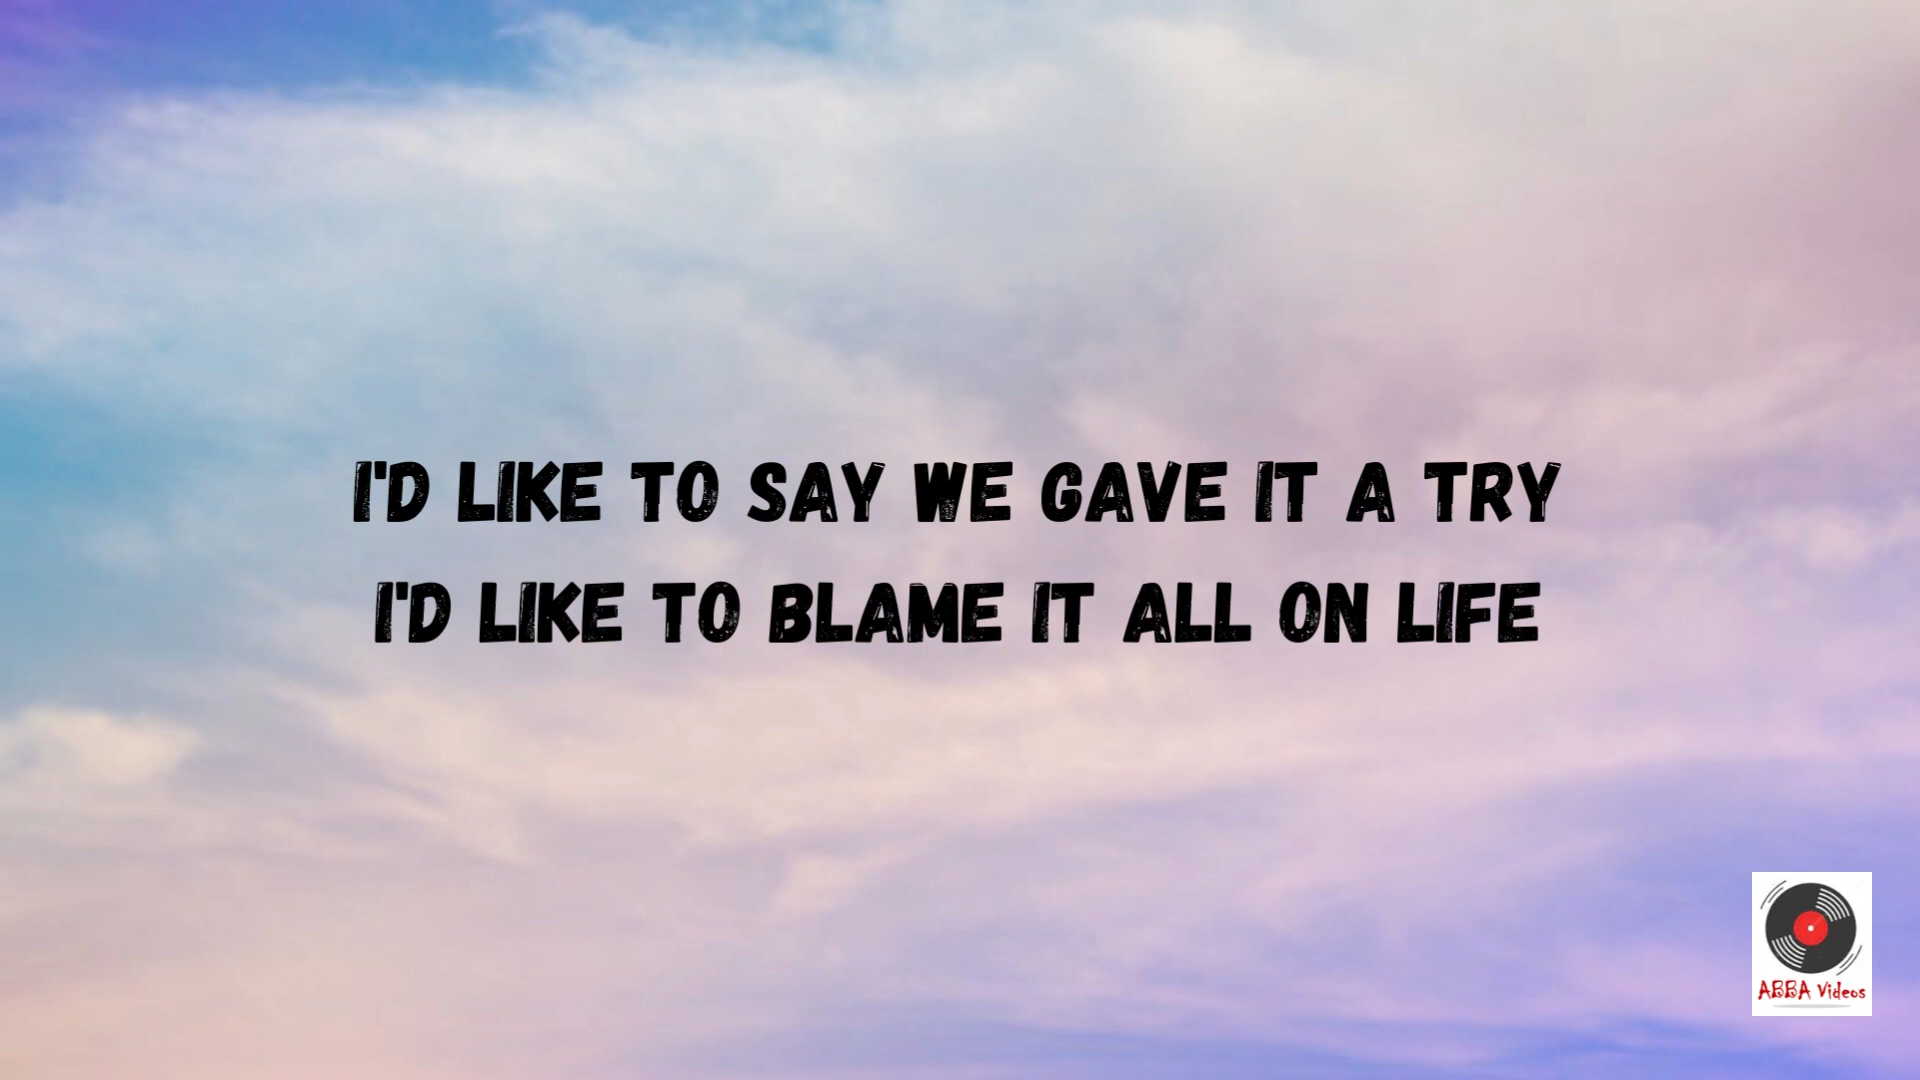 I'D LIKE TO SAY WE GAVE IT A TRY
I'D LIKE TO BLAME IT ALL ON LIFE
ABBA Videos